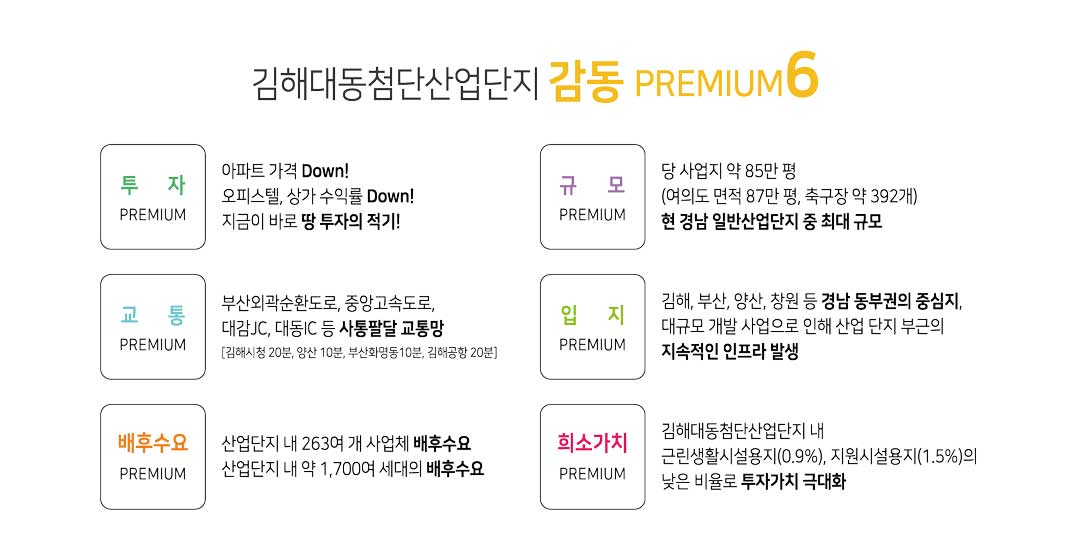 김해대동첨단산업단지 감동 PREMIUM6
투 자
PREMIUM
아파트 가격 Down!
오피스텔, 상가 수익률 Down!
지금이 바로 땅 투자의 적기!
규 모
PREMIUM
당 사업지 약 85만 평
(여의도 면적 87만 평, 축구장 약 392개)
현 경남 일반산업단지 중 최대 규모
교 통
PREMIUM
부산외곽순환도로, 중앙고속도로,
대감JC, 대동IC 등 사통팔달 교통망
[김해시청 20분, 양산 10분, 부산화명동10분, 김해공항 20분]
입 지
PREMIUM
김해, 부산, 양산, 창원 등 경남 동부권의 중심지,
대규모 개발 사업으로 인해 산업 단지 부근의
지속적인 인프라 발생
배후수요
PREMIUM
산업단지 내 263여 개 사업체 배후수요
산업단지 내 약 1,700여 세대의 배후수요
희소가치
PREMIUM
김해대동첨단산업단지 내
근린생활시설용지(0.9%), 지원시설용지(1.5%)의
낮은 비율로 투자가치 극대화